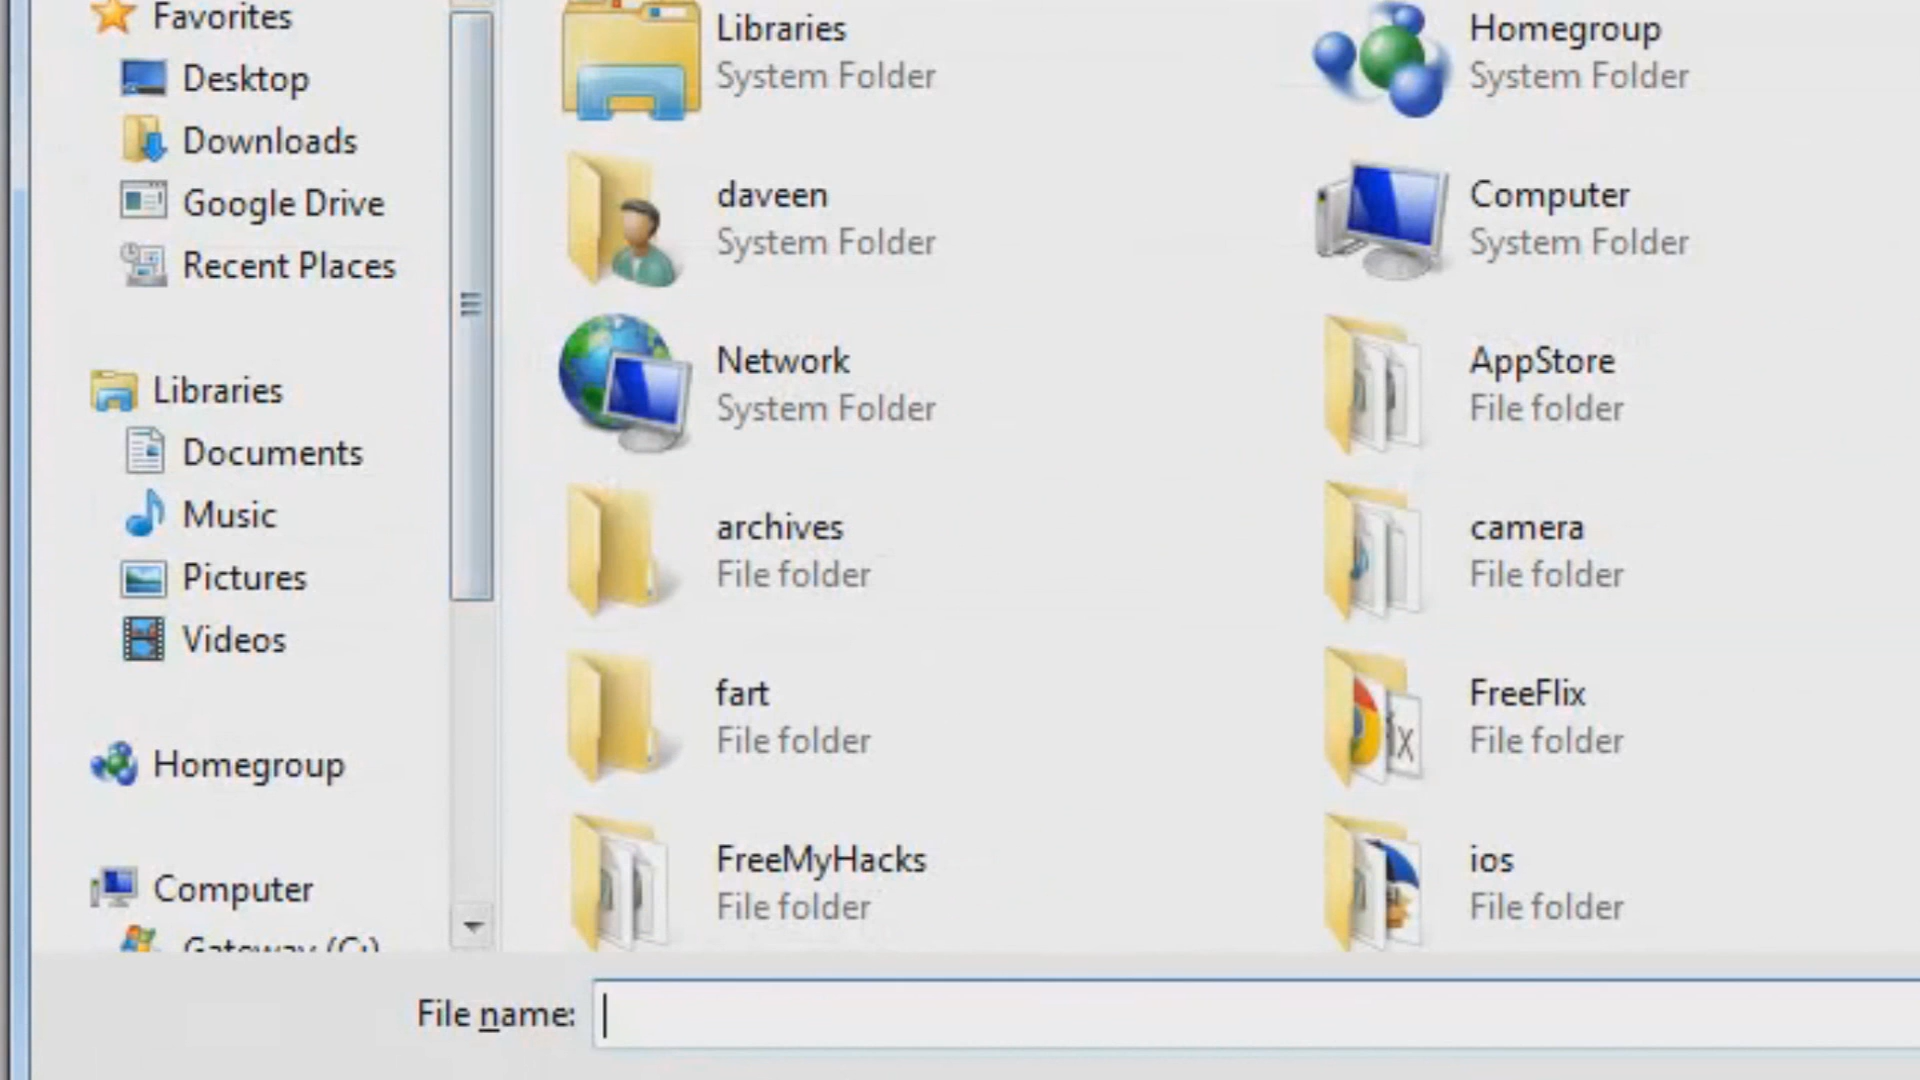 Favorites
Desktop
Downloads
Google Drive
Recent Places
Libraries
Documents
Music
Pictures
Videos
Homegroup
Computer
Gateway (C:)
Libraries
System Folder
Homegroup
System Folder
daveen
System Folder
Computer
System Folder
Network
System Folder
AppStore
File folder
archives
File folder
camera
File folder
fart
File folder
FreeFlix
File folder
FreeMyHacks
File folder
ios
File folder
File name: